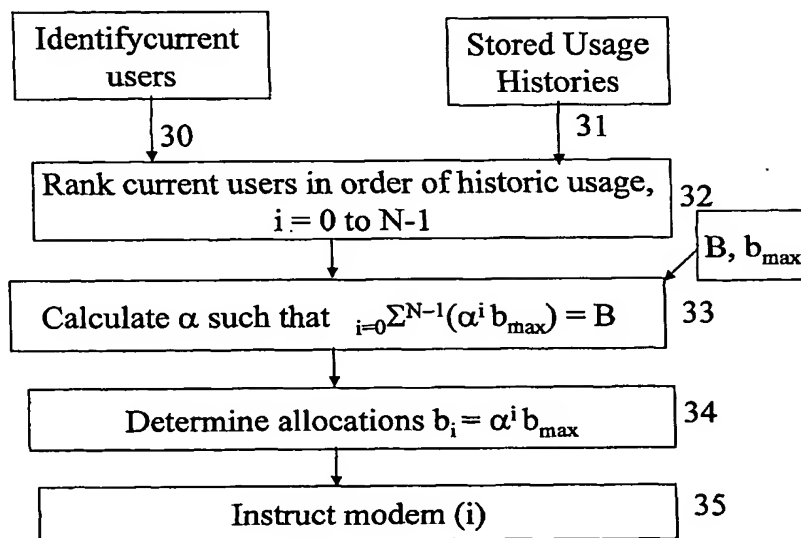 Identifycurrent
users
Stored Usage
Histories
30
31
Rank current users in order of historic usage,
i = 0 to N-1
32
B, b_max
Calculate α such that i=0Σ^N-1(α^i b_max) = B
33
Determine allocations b_i = α^i b_max
34
Instruct modem (i)
35